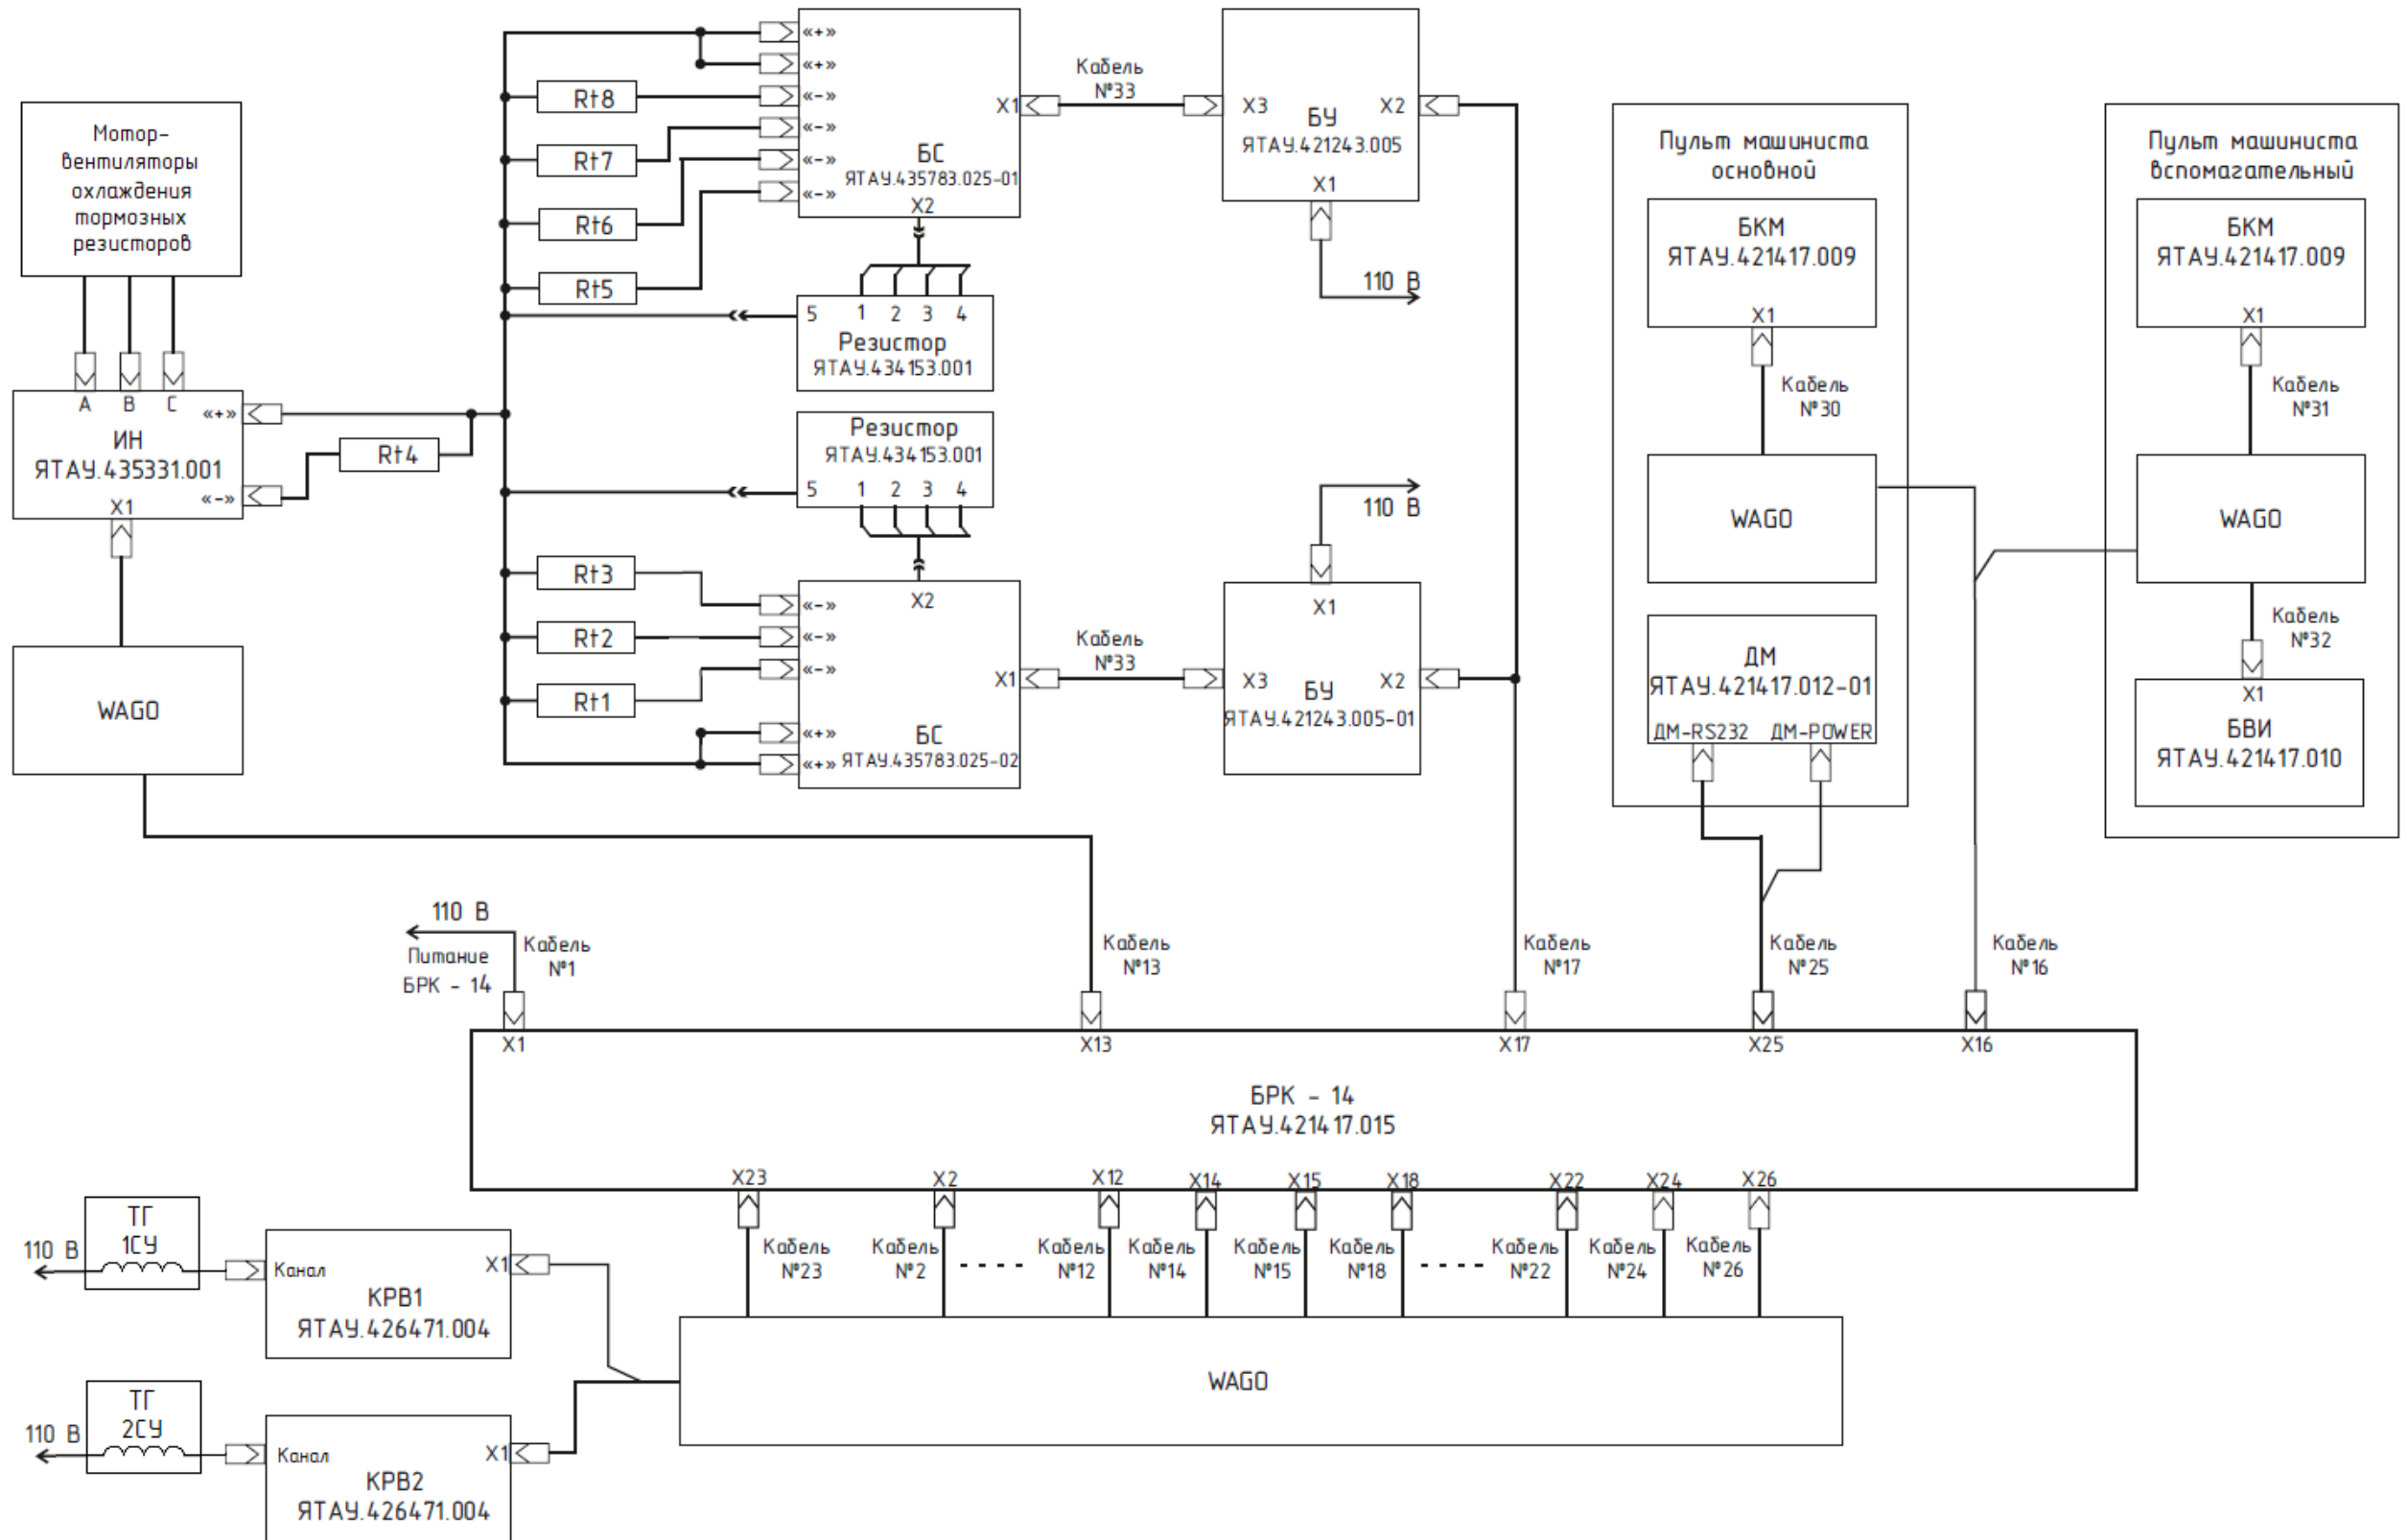 Мотор-
вентиляторы
охлаждения
тормозных
резисторов
A
B
C
«+»
ИН
ЯТАУ.435331.001
«-»
X1
Rt4
WAGO
Rt8
Rt7
Rt6
Rt5
«+»
«+»
«-»
«-»
«-»
«-»
X1
БС
ЯТАУ.435783.025-01
X2
5 1 2 3 4
Резистор
ЯТАУ.434153.001
Резистор
ЯТАУ.434153.001
5 1 2 3 4
Rt3
Rt2
Rt1
X2
«-»
«-»
«-»
X1
«+»
БС
«+»
ЯТАУ.435783.025-02
Кабель
№33
X3
БУ
X2
ЯТАУ.421243.005
X1
110 В
110 В
X1
Кабель
№33
X3
БУ
X2
ЯТАУ.421243.005-01
Пульт машиниста
основной
БКМ
ЯТАУ.421417.009
X1
Кабель
№30
WAGO
ДМ
ЯТАУ.421417.012-01
ДМ-RS232
ДМ-POWER
Пульт машиниста
вспомагательный
БКМ
ЯТАУ.421417.009
X1
Кабель
№31
WAGO
Кабель
№32
X1
БВИ
ЯТАУ.421417.010
110 В
Питание
БРК - 14
Кабель
№1
Кабель
№13
Кабель
№17
Кабель
№25
Кабель
№16
X1
X13
X17
X25
X16
БРК - 14
ЯТАУ.421417.015
X23
X2
X12
X14
X15
X18
X22
X24
X26
Кабель
№23
Кабель
№2
Кабель
№12
Кабель
№14
Кабель
№15
Кабель
№18
Кабель
№22
Кабель
№24
Кабель
№26
WAGO
ТГ
1СУ
110 В
Канал
X1
КРВ1
ЯТАУ.426471.004
ТГ
2СУ
110 В
Канал
X1
КРВ2
ЯТАУ.426471.004